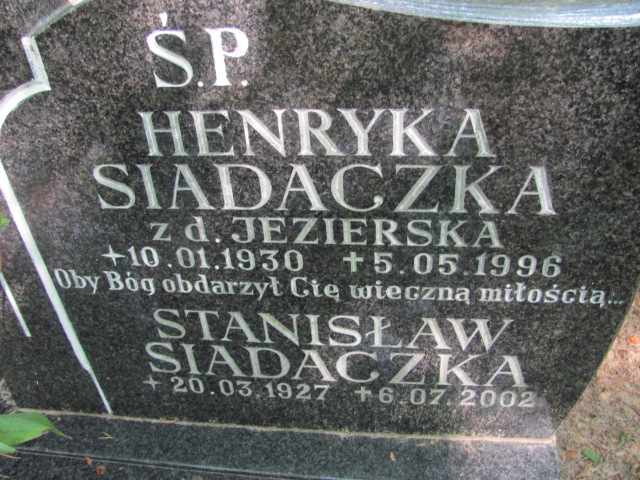 Ś.P.
HENRYKA
SIADACZKA
z d. JEZIERSKA
+10.01.1930 +5.05.1996
Oby Bóg obdarzył Cię wieczną miłością...
STANISŁAW
SIADACZKA
+20.03.1927 +6.07.2002